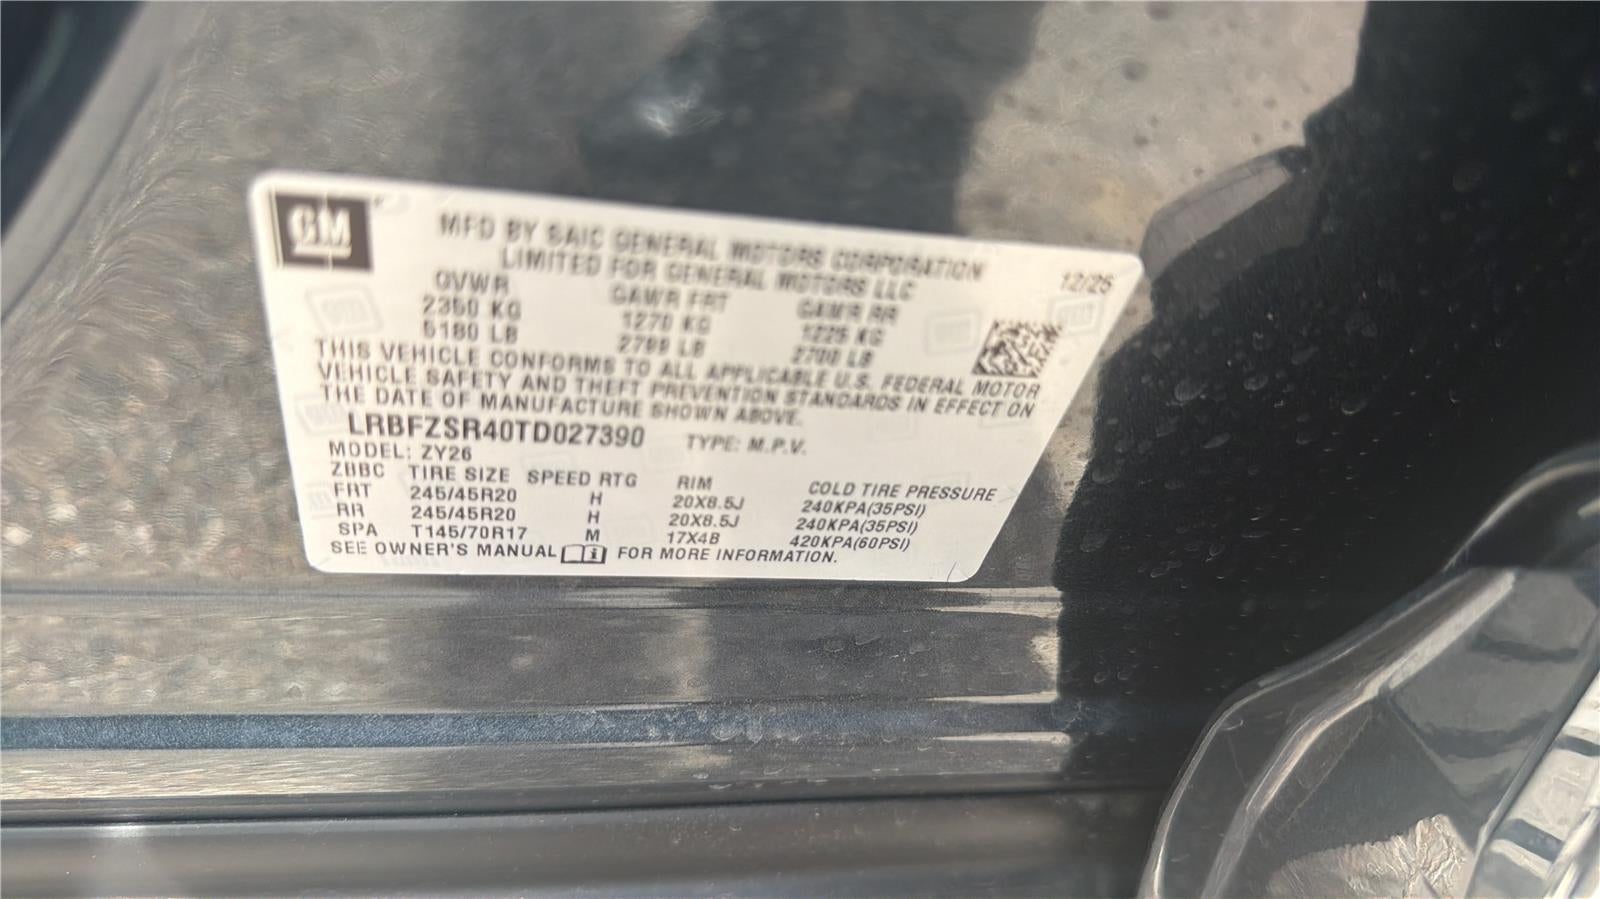 GM
MFD BY SAIC GENERAL MOTORS CORPORATION
LIMITED FOR GENERAL MOTORS LLC
12/25
GVWR GAWR FRT GAWR RR
2350 KG 1270 KG 1225 KG
5180 LB 2799 LB 2700 LB
THIS VEHICLE CONFORMS TO ALL APPLICABLE U.S. FEDERAL MOTOR
VEHICLE SAFETY AND THEFT PREVENTION STANDARDS IN EFFECT ON
THE DATE OF MANUFACTURE SHOWN ABOVE.
LRBFZSR40TD027390 TYPE: M.P.V.
MODEL: ZY26
ZBBC TIRE SIZE SPEED RTG RIM COLD TIRE PRESSURE
FRT 245/45R20 H 20X8.5J 240KPA(35PSI)
RR 245/45R20 H 20X8.5J 240KPA(35PSI)
SPA T145/70R17 M 17X4B 420KPA(60PSI)
SEE OWNER'S MANUAL i FOR MORE INFORMATION.